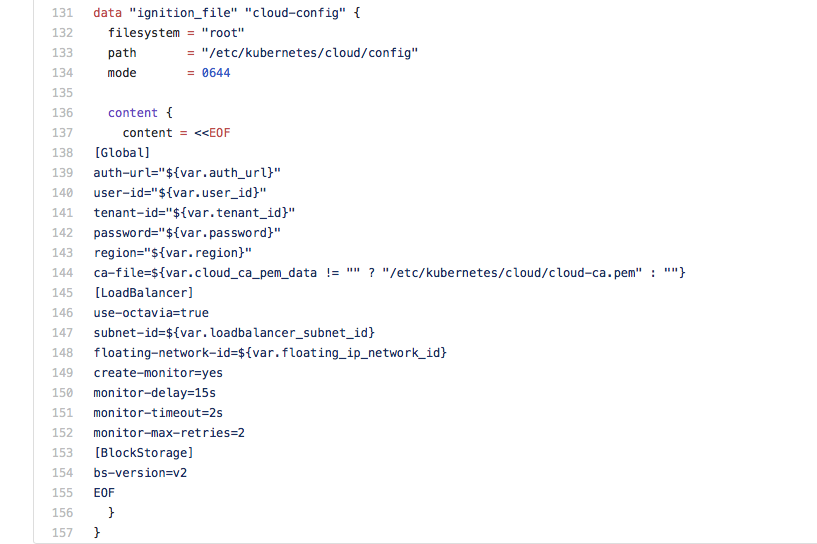 131 data "ignition_file" "cloud-config" {
132   filesystem = "root"
133   path       = "/etc/kubernetes/cloud/config"
134   mode       = 0644
135
136   content {
137     content = <<EOF
138 [Global]
139 auth-url="${var.auth_url}"
140 user-id="${var.user_id}"
141 tenant-id="${var.tenant_id}"
142 password="${var.password}"
143 region="${var.region}"
144 ca-file=${var.cloud_ca_pem_data != "" ? "/etc/kubernetes/cloud/cloud-ca.pem" : ""}
145 [LoadBalancer]
146 use-octavia=true
147 subnet-id=${var.loadbalancer_subnet_id}
148 floating-network-id=${var.floating_ip_network_id}
149 create-monitor=yes
150 monitor-delay=15s
151 monitor-timeout=2s
152 monitor-max-retries=2
153 [BlockStorage]
154 bs-version=v2
155 EOF
156   }
157 }